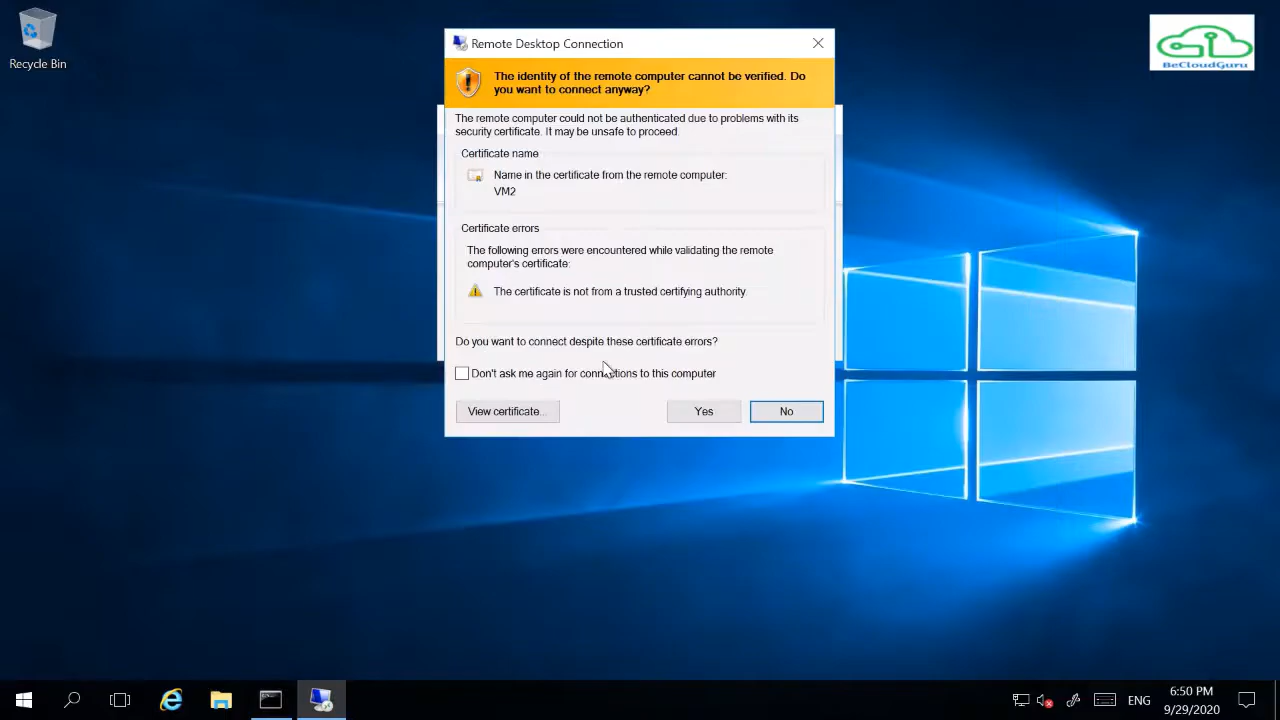 Recycle Bin
Remote Desktop Connection
The identity of the remote computer cannot be verified. Do
you want to connect anyway?
The remote computer could not be authenticated due to problems with its
security certificate. It may be unsafe to proceed.
Certificate name
Name in the certificate from the remote computer:
VM2
Certificate errors
The following errors were encountered while validating the remote
computer's certificate:
The certificate is not from a trusted certifying authority.
Do you want to connect despite these certificate errors?
Don't ask me again for connections to this computer
View certificate...
Yes
No
BeCloudGuru
ENG
6:50 PM
9/29/2020